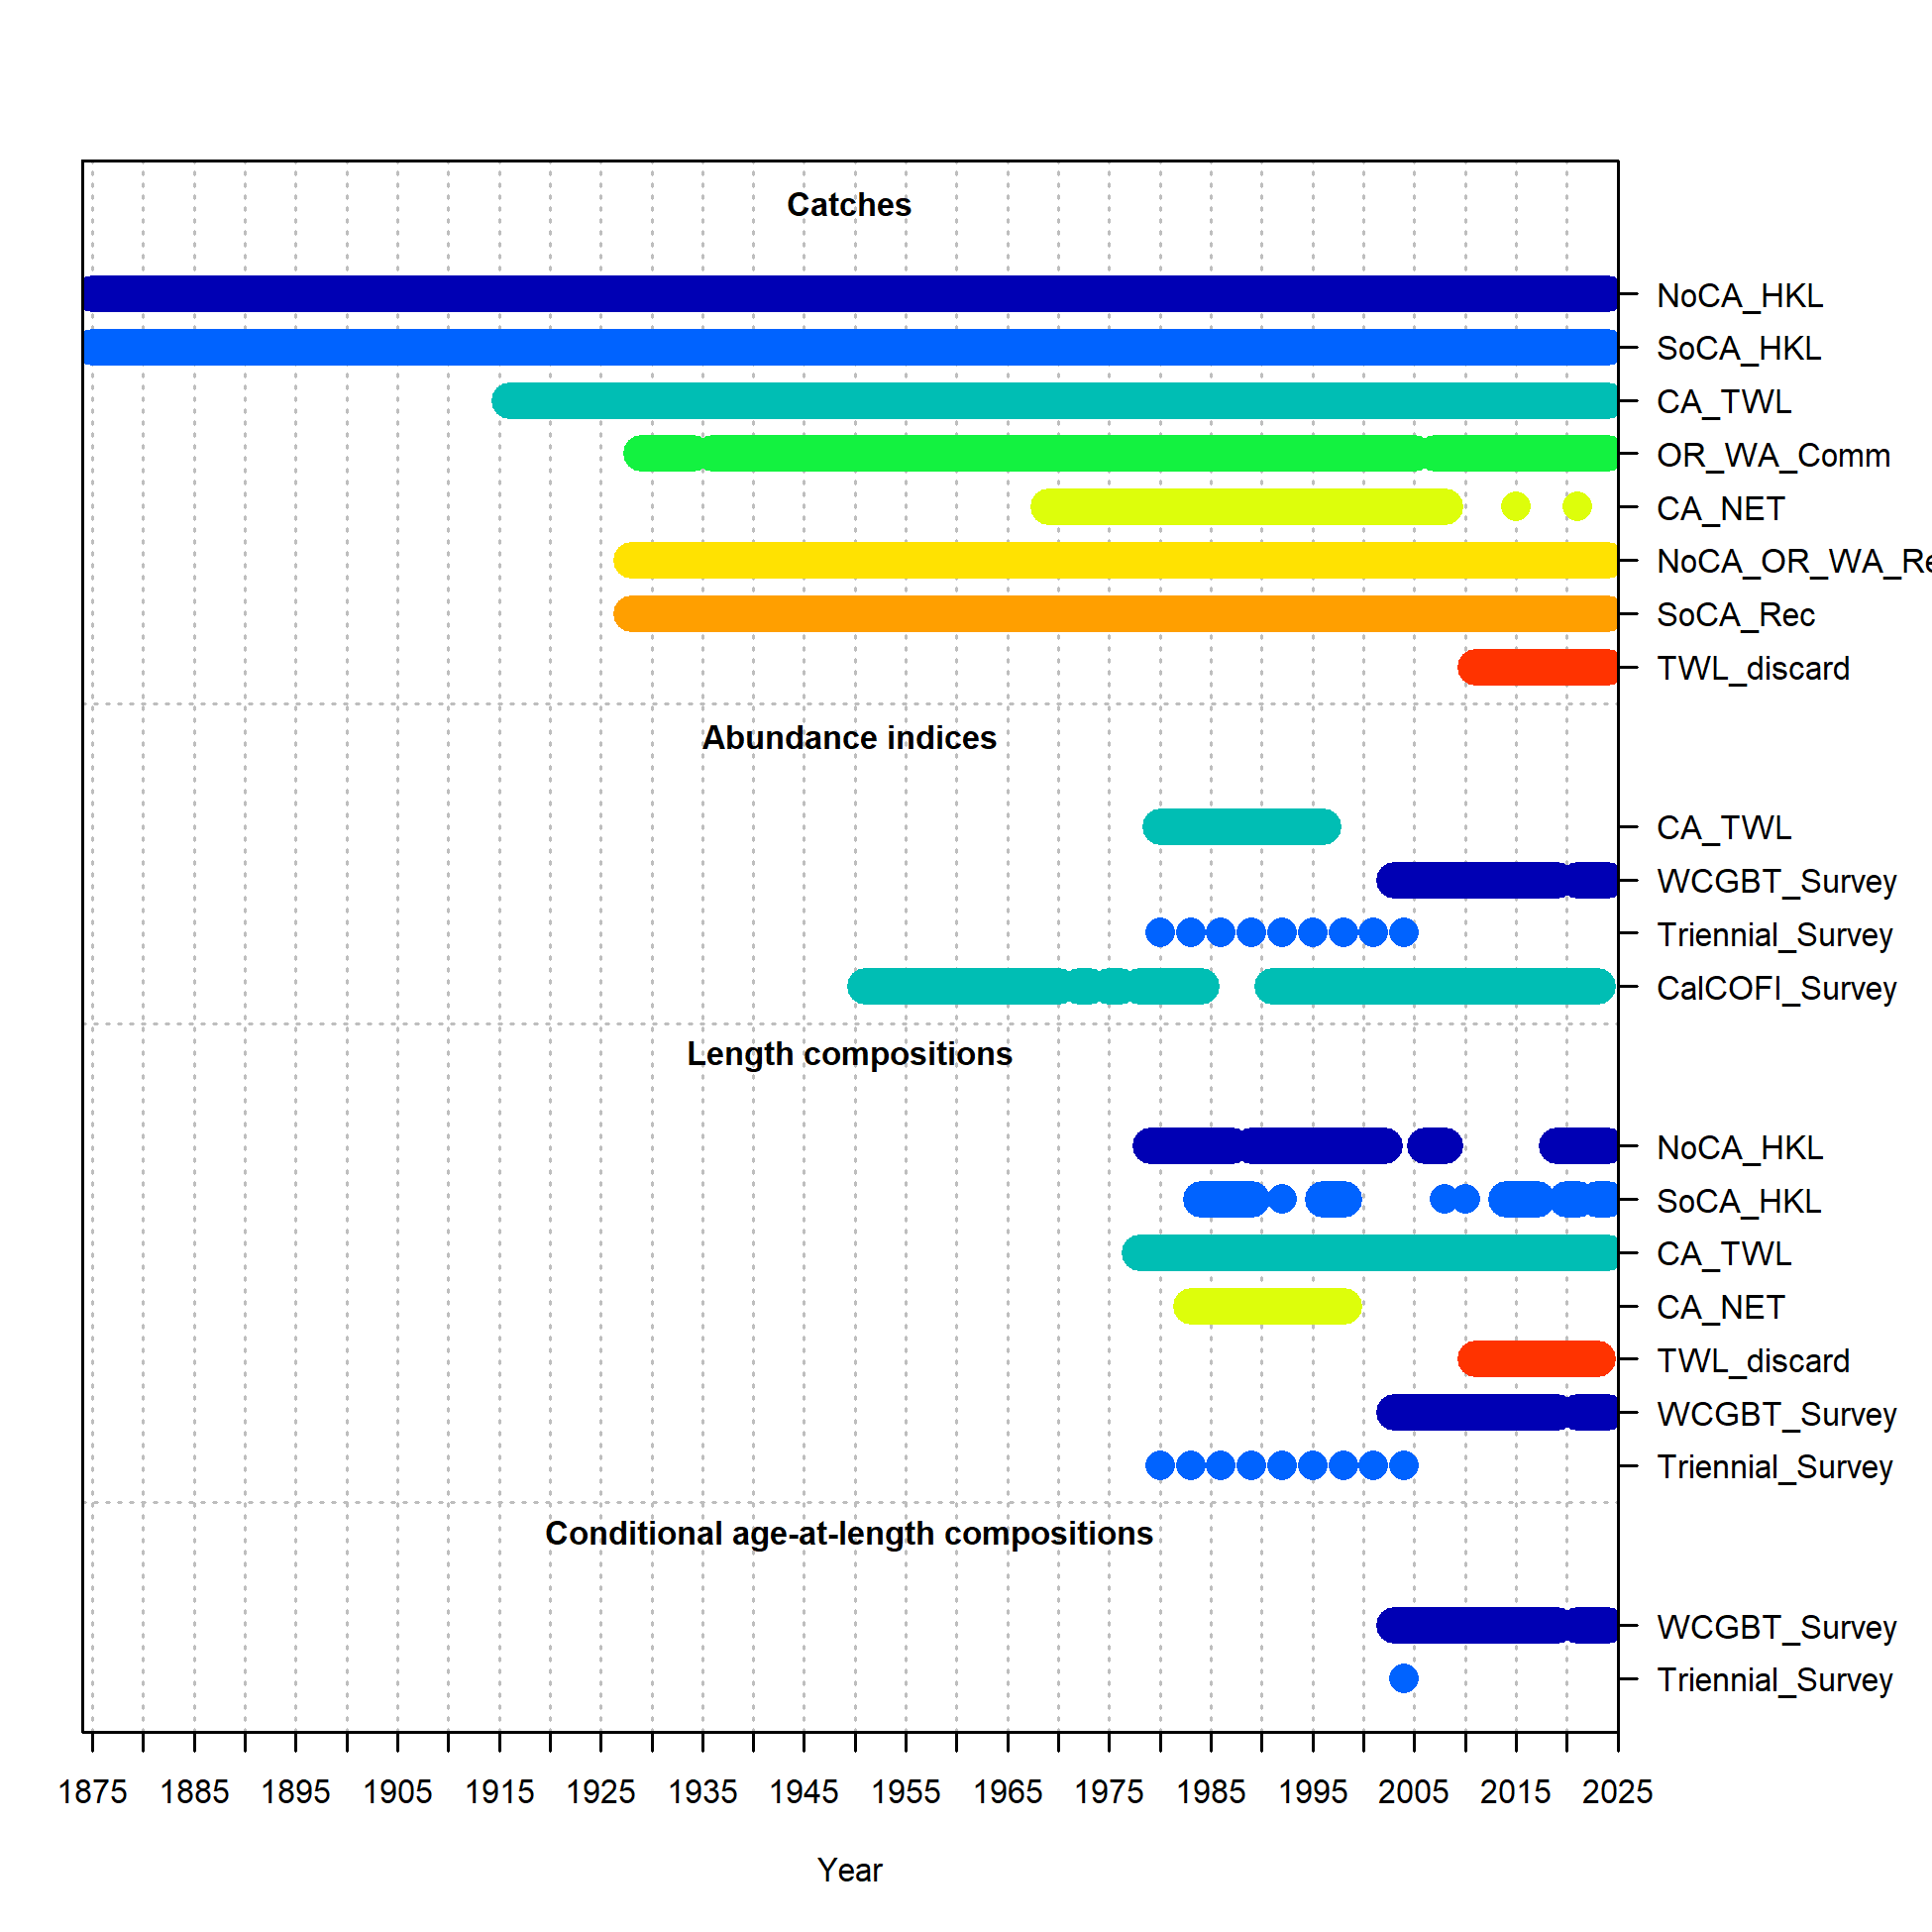 Catches
NoCA_HKL
SoCA_HKL
CA_TWL
OR_WA_Comm
CA_NET
NoCA_OR_WA_Re
SoCA_Rec
TWL_discard
Abundance indices
CA_TWL
WCGBT_Survey
Triennial_Survey
CalCOFI_Survey
Length compositions
NoCA_HKL
SoCA_HKL
CA_TWL
CA_NET
TWL_discard
WCGBT_Survey
Triennial_Survey
Conditional age-at-length compositions
WCGBT_Survey
Triennial_Survey
1875 1885 1895 1905 1915 1925 1935 1945 1955 1965 1975 1985 1995 2005 2015 2025
Year